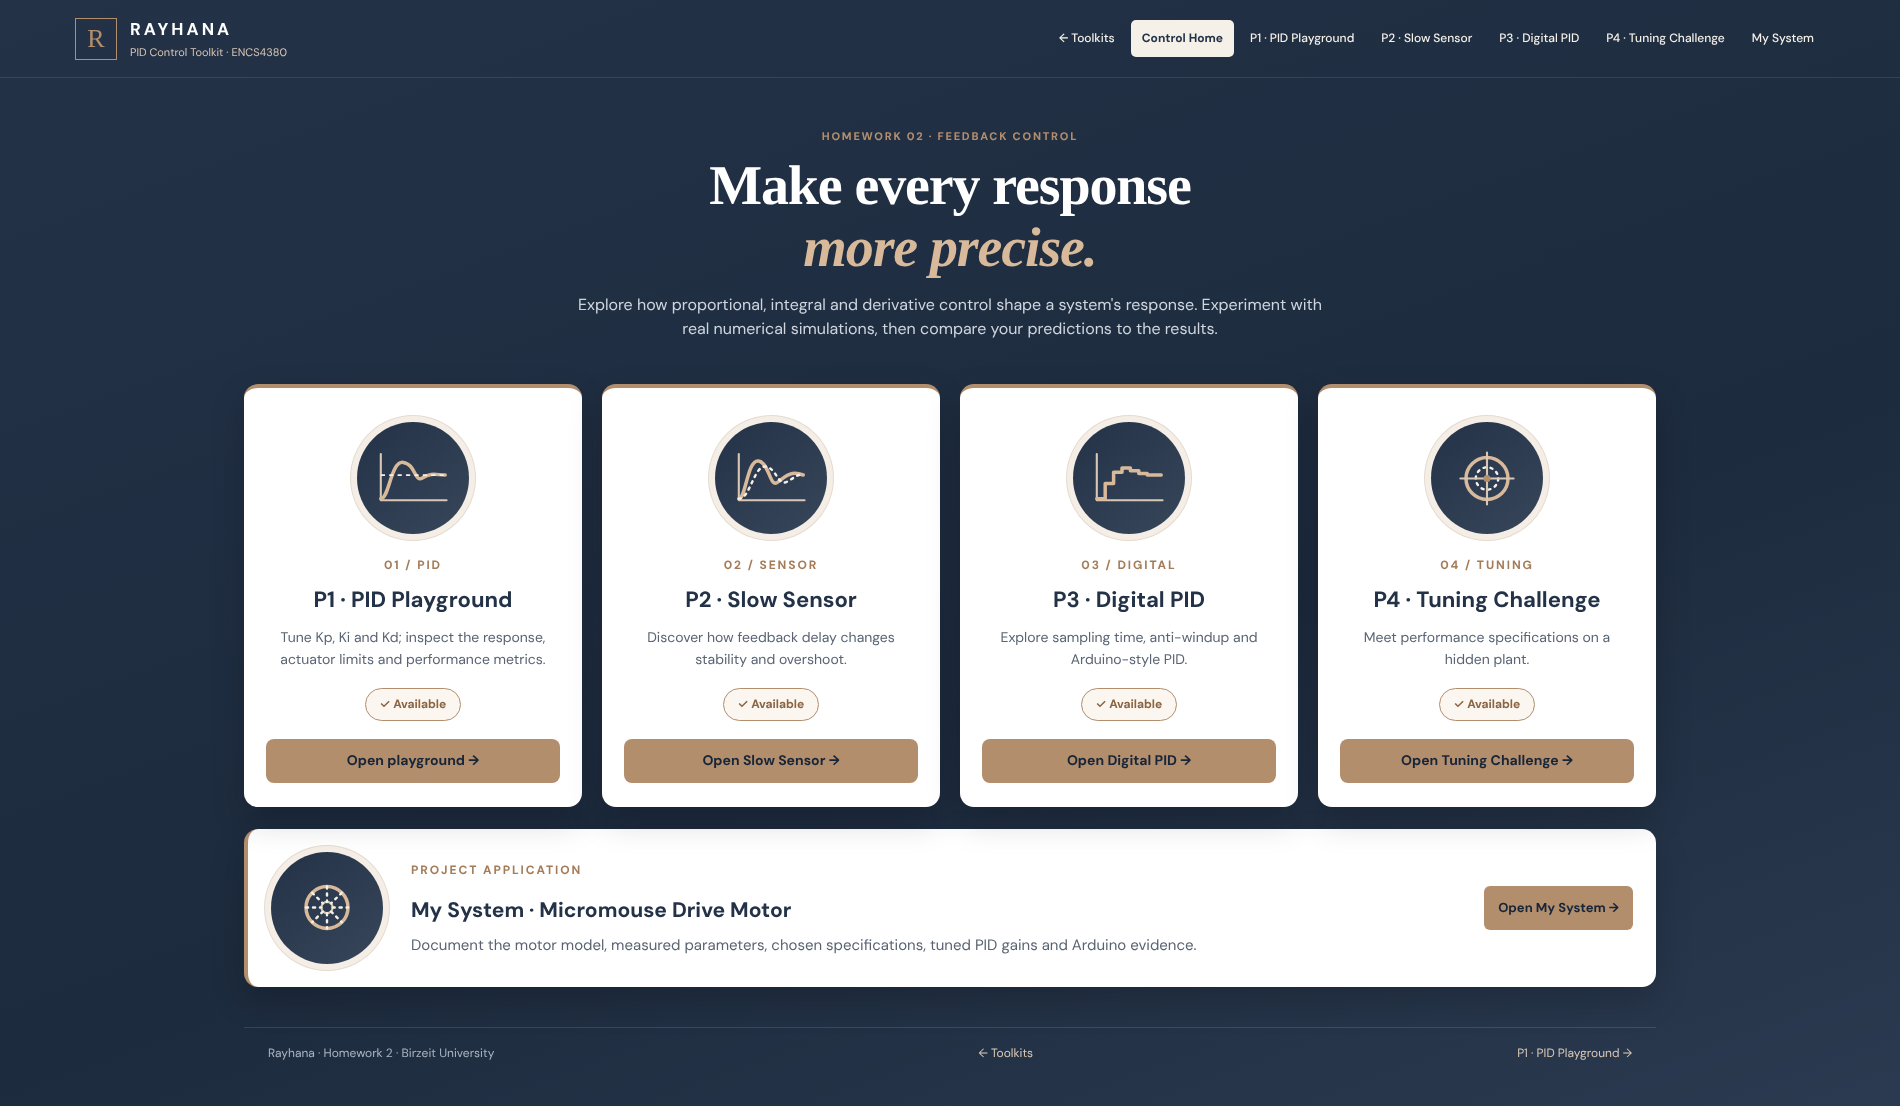 R
RAYHANA
PID Control Toolkit · ENCS4380
← Toolkits
Control Home
P1 · PID Playground
P2 · Slow Sensor
P3 · Digital PID
P4 · Tuning Challenge
My System
HOMEWORK 02 · FEEDBACK CONTROL
Make every response
more precise.
Explore how proportional, integral and derivative control shape a system's response. Experiment with
real numerical simulations, then compare your predictions to the results.
01 / PID
P1 · PID Playground
Tune Kp, Ki and Kd; inspect the response,
actuator limits and performance metrics.
✓ Available
Open playground →
02 / SENSOR
P2 · Slow Sensor
Discover how feedback delay changes
stability and overshoot.
✓ Available
Open Slow Sensor →
03 / DIGITAL
P3 · Digital PID
Explore sampling time, anti-windup and
Arduino-style PID.
✓ Available
Open Digital PID →
04 / TUNING
P4 · Tuning Challenge
Meet performance specifications on a
hidden plant.
✓ Available
Open Tuning Challenge →
PROJECT APPLICATION
My System · Micromouse Drive Motor
Document the motor model, measured parameters, chosen specifications, tuned PID gains and Arduino evidence.
Open My System →
Rayhana · Homework 2 · Birzeit University
← Toolkits
P1 · PID Playground →